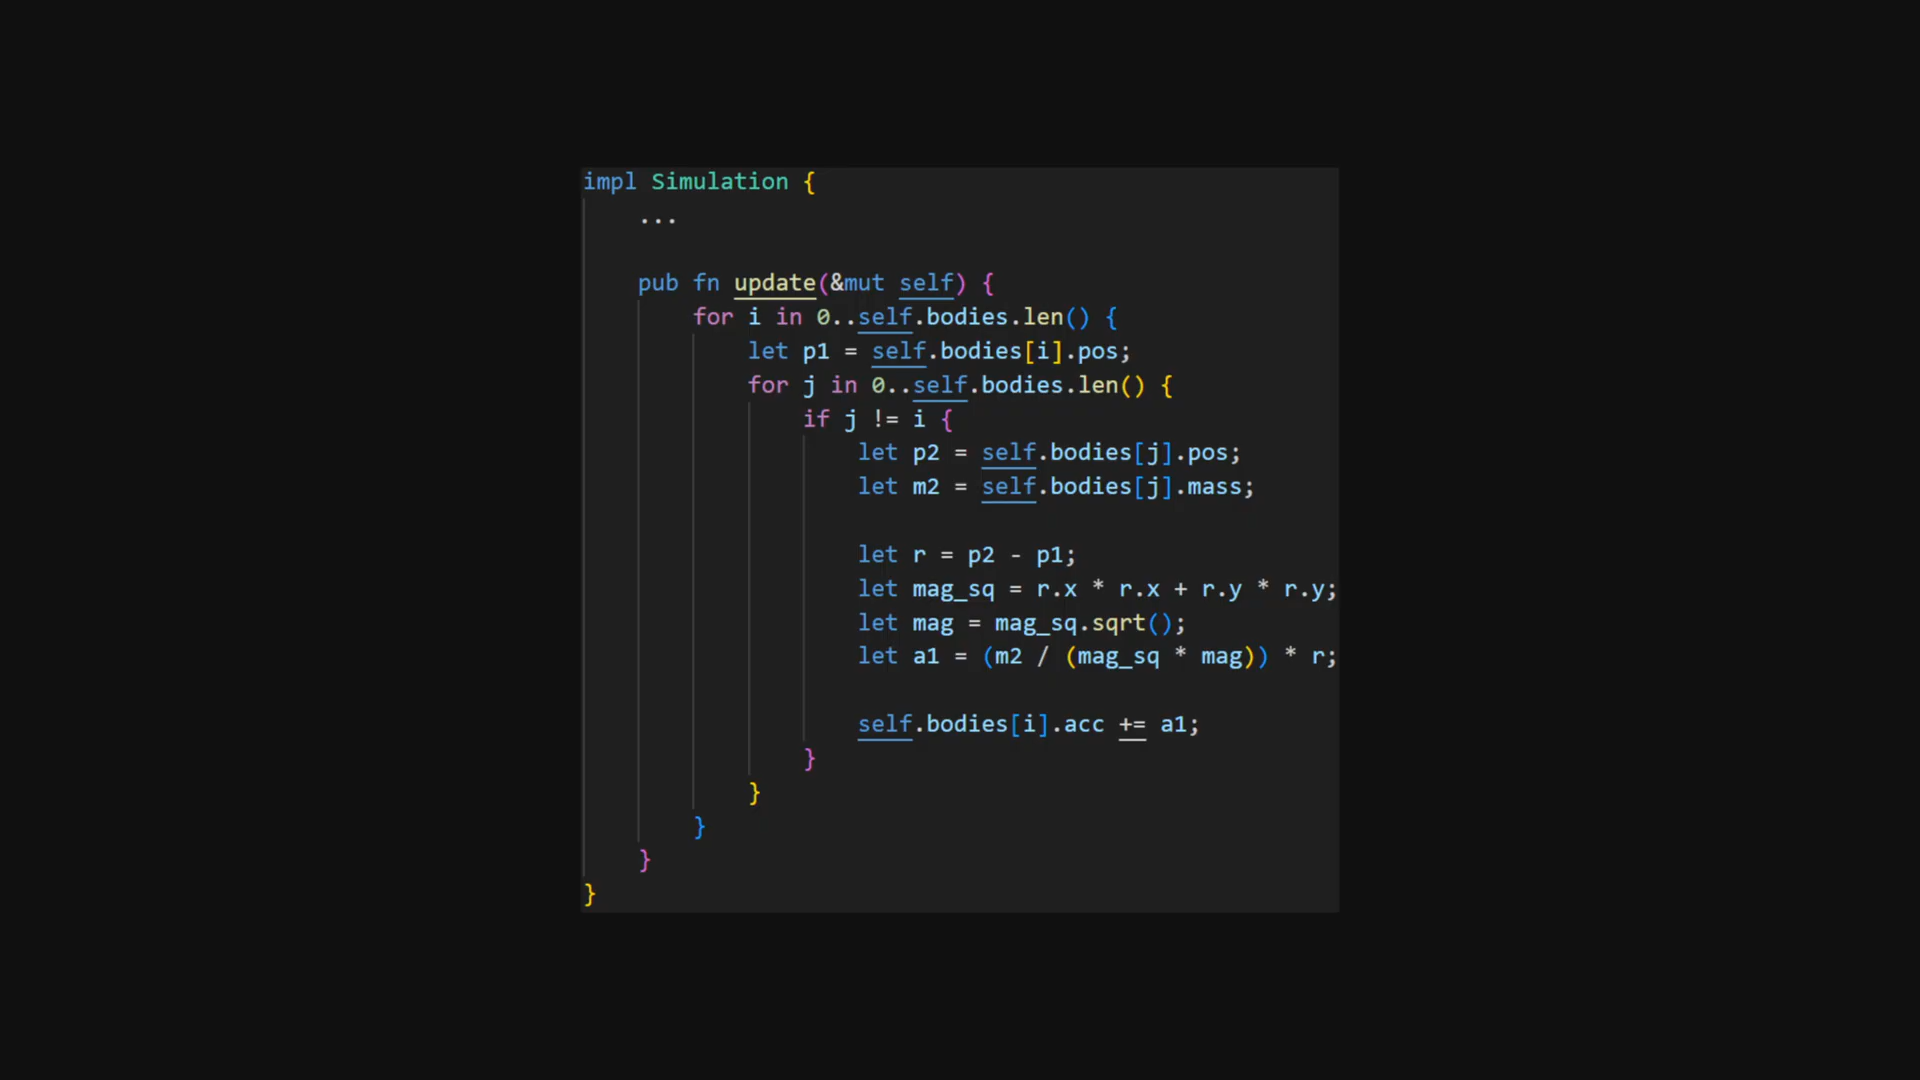 impl Simulation {
...
pub fn update(&mut self) {
for i in 0..self.bodies.len() {
let p1 = self.bodies[i].pos;
for j in 0..self.bodies.len() {
if j != i {
let p2 = self.bodies[j].pos;
let m2 = self.bodies[j].mass;
let r = p2 - p1;
let mag_sq = r.x * r.x + r.y * r.y;
let mag = mag_sq.sqrt();
let a1 = (m2 / (mag_sq * mag)) * r;
self.bodies[i].acc += a1;
}
}
}
}
}